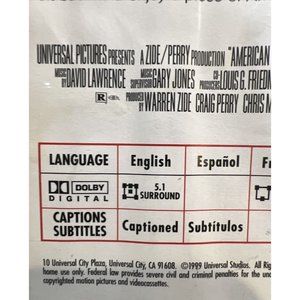 UNIVERSAL PICTURES PRESENTS A ZIDE/PERRY PRODUCTION "AMERICAN
MUSIC BY DAVID LAWRENCE MUSIC SUPERVISOR GARY JONES CO-PRODUCERS LOUIS G. FRIEDM
R PRODUCED BY WARREN ZIDE CRAIG PERRY CHRIS M
LANGUAGE English Español F
DOLBY DIGITAL 5.1 SURROUND
CAPTIONS SUBTITLES Captioned Subtítulos
10 Universal City Plaza, Universal City, CA 91608. ©1999 Universal Studios. All Rig
home use only. Federal law provides severe civil and criminal penalties for the una
copyrighted motion pictures and videocassettes.